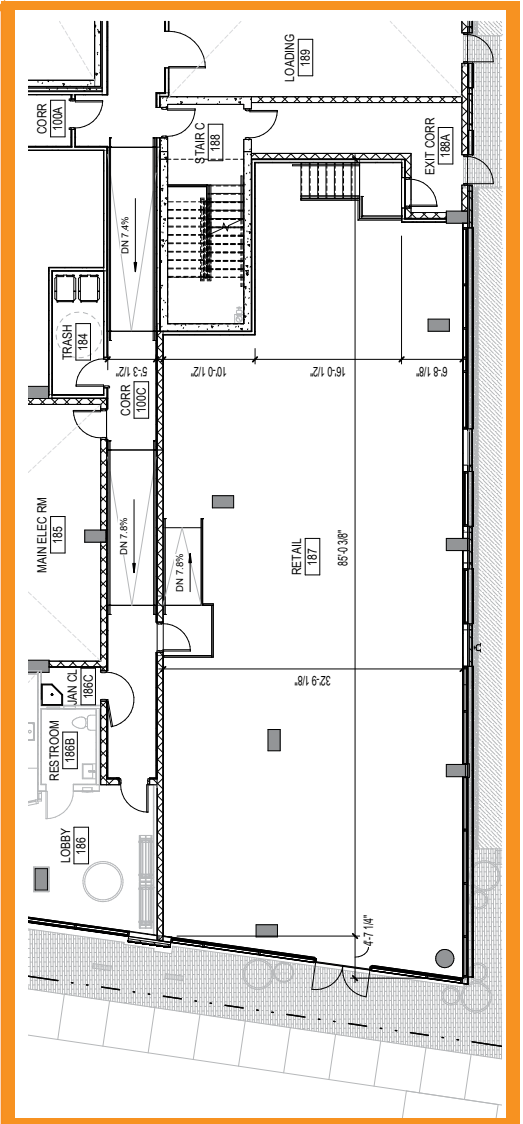 LOADING
189
CORR
100A
STAIR C
188
EXIT CORR
188A
DN 7.4%
TRASH
184
5'-3 1/2"
10'-0 1/2"
16'-0 1/2"
6'-8 1/8"
CORR
100C
MAIN ELEC RM
185
DN 7.8%
DN 7.8%
RETAIL
187
85'-0 3/8"
32'-9 1/8"
JAN CL
186C
RESTROOM
186B
LOBBY
186
4'-7 1/4"